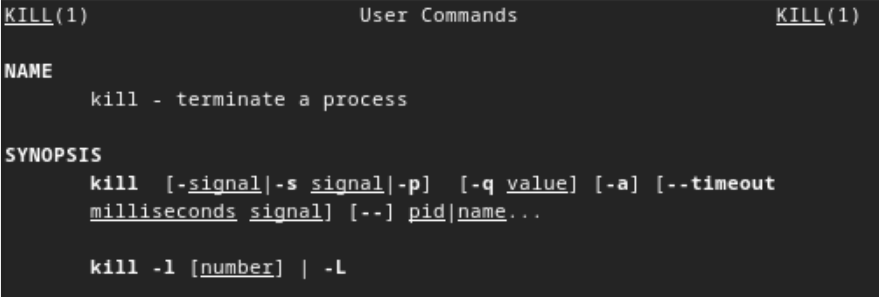 KILL(1) User Commands KILL(1)
NAME
kill - terminate a process
SYNOPSIS
kill [-signal|-s signal|-p] [-q value] [-a] [--timeout
milliseconds signal] [--] pid|name...
kill -l [number] | -L